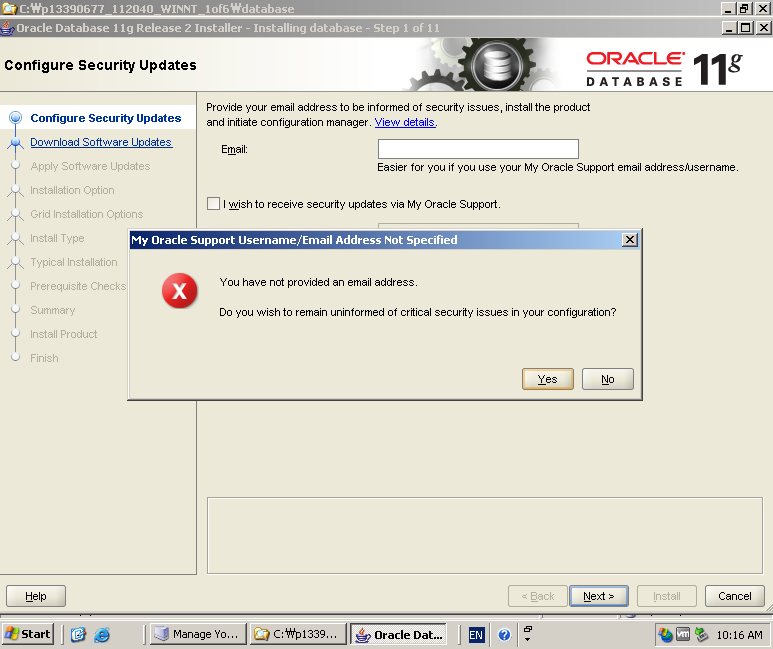 C:₩p13390677_112040_WINNT_1of6₩database
Oracle Database 11g Release 2 Installer - Installing database - Step 1 of 11
Configure Security Updates
ORACLE
DATABASE 11g
Configure Security Updates
Download Software Updates
Apply Software Updates
Installation Option
Grid Installation Options
Install Type
Typical Installation
Prerequisite Checks
Summary
Install Product
Finish
Provide your email address to be informed of security issues, install the product
and initiate configuration manager. View details.
Email:
Easier for you if you use your My Oracle Support email address/username.
I wish to receive security updates via My Oracle Support.
My Oracle Support Username/Email Address Not Specified
You have not provided an email address.
Do you wish to remain uninformed of critical security issues in your configuration?
Yes No
Help < Back Next > Install Cancel
Start Manage Yo... C:₩p1339... Oracle Dat... EN 10:16 AM